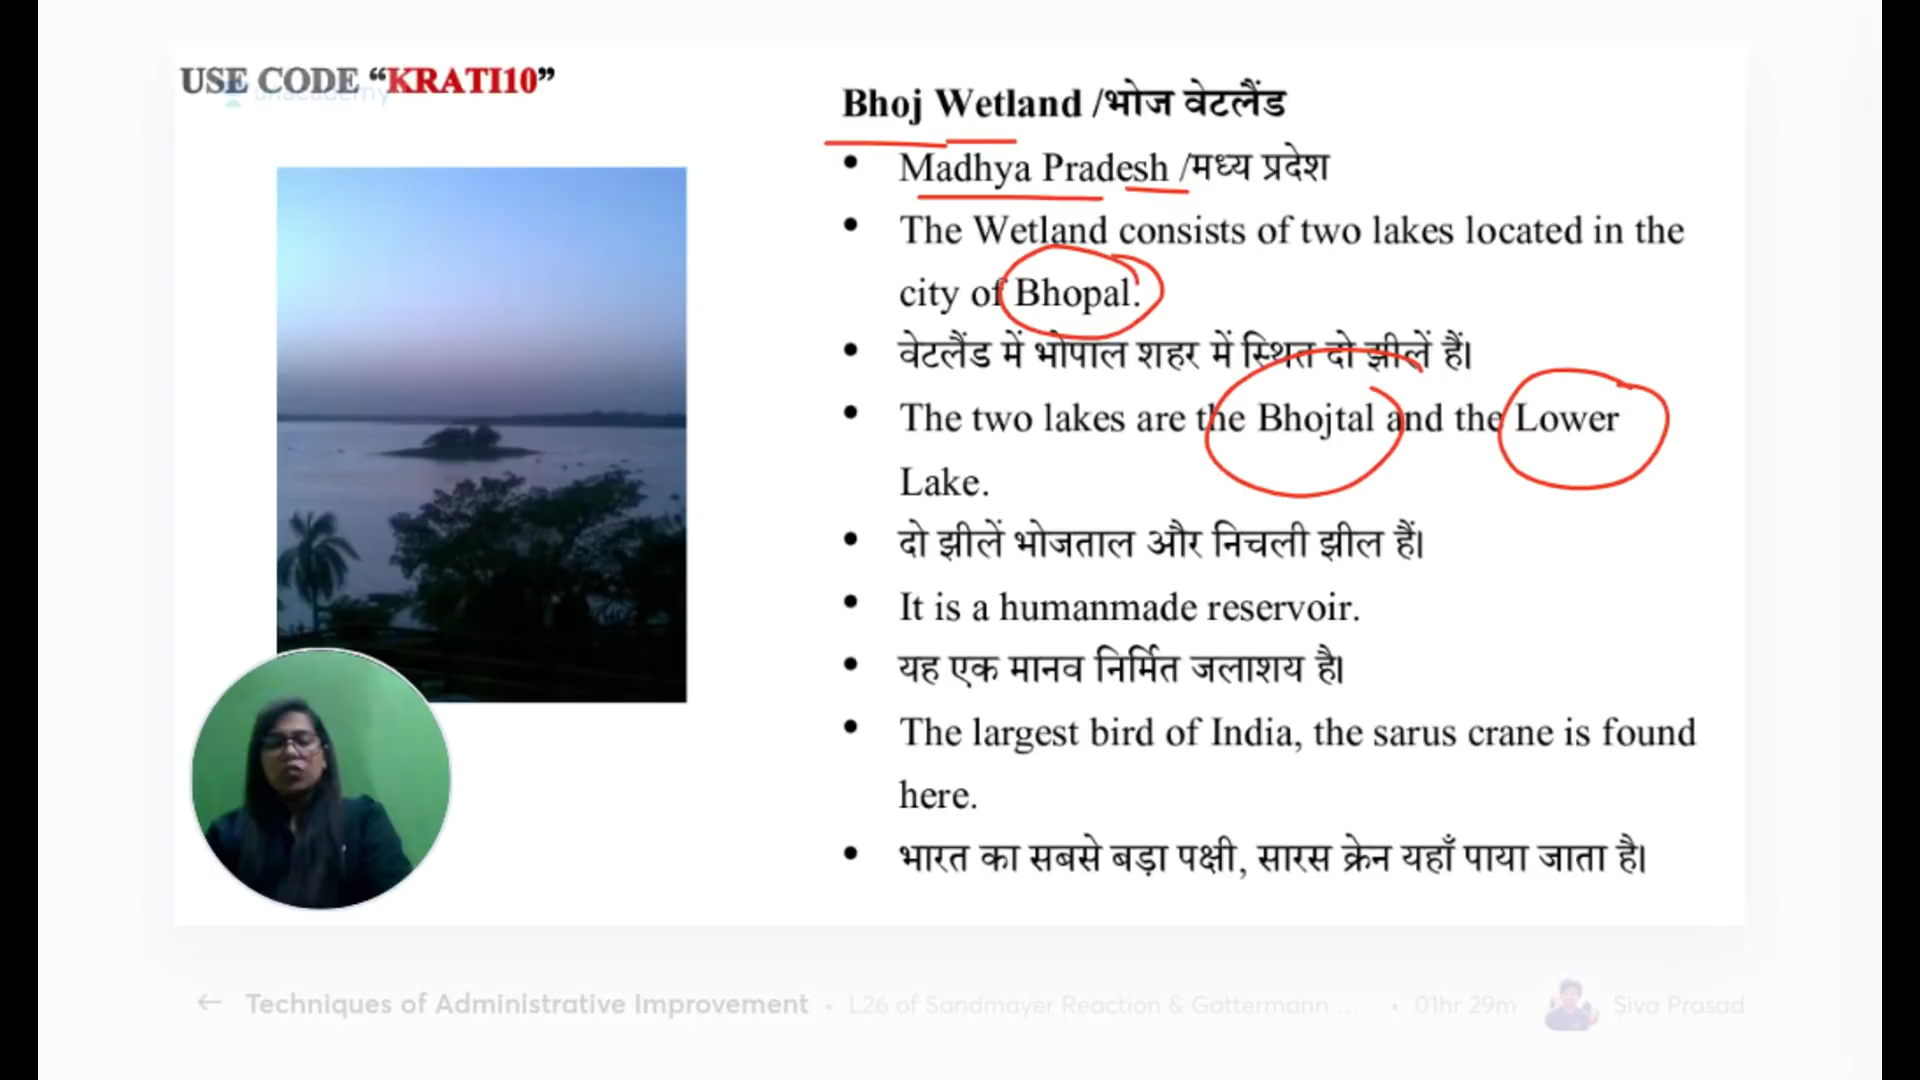 USE CODE “KRATI10”
unacademy
Bhoj Wetland /भोज वेटलैंड
• Madhya Pradesh /मध्य प्रदेश
• The Wetland consists of two lakes located in the
city of Bhopal.
• वेटलैंड में भोपाल शहर में स्थित दो झीलें हैं।
• The two lakes are the Bhojtal and the Lower
Lake.
• दो झीलें भोजताल और निचली झील हैं।
• It is a humanmade reservoir.
• यह एक मानव निर्मित जलाशय है।
• The largest bird of India, the sarus crane is found
here.
• भारत का सबसे बड़ा पक्षी, सारस क्रेन यहाँ पाया जाता है।
← Techniques of Administrative Improvement • L26 of Sandmayer Reaction & Gattermann ... • 01hr 29m Siva Prasad